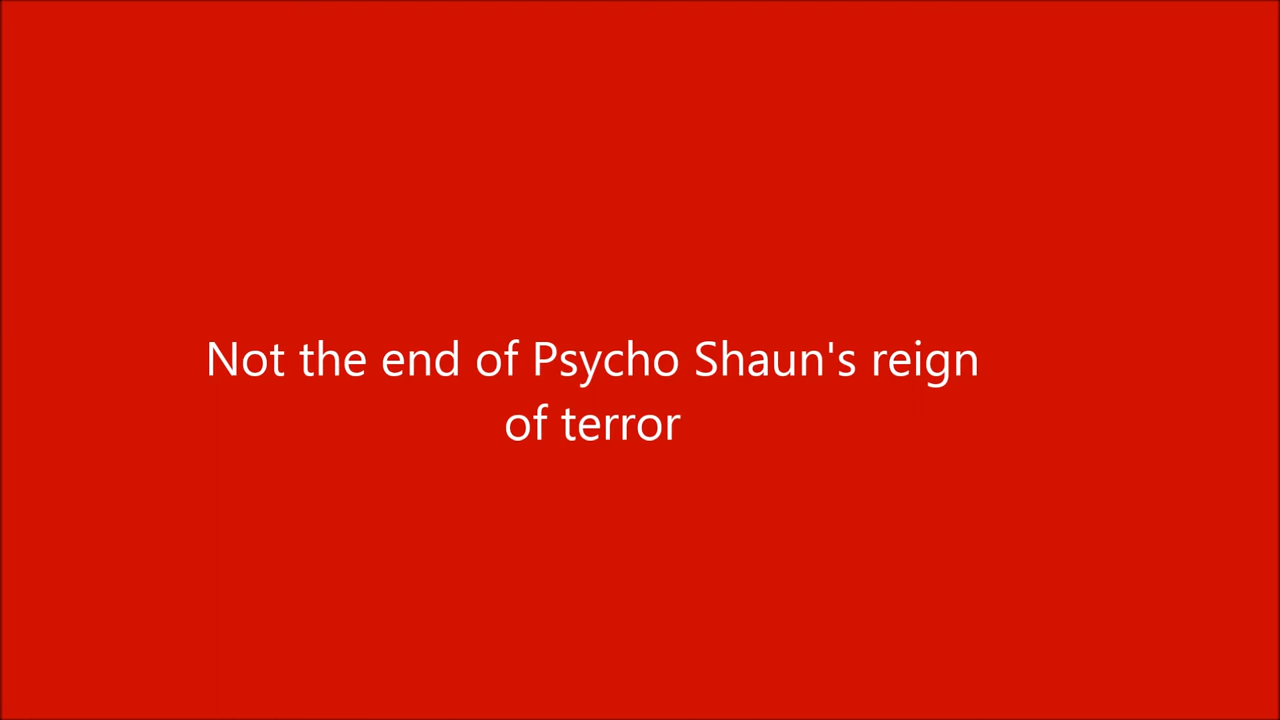 Not the end of Psycho Shaun's reign
of terror